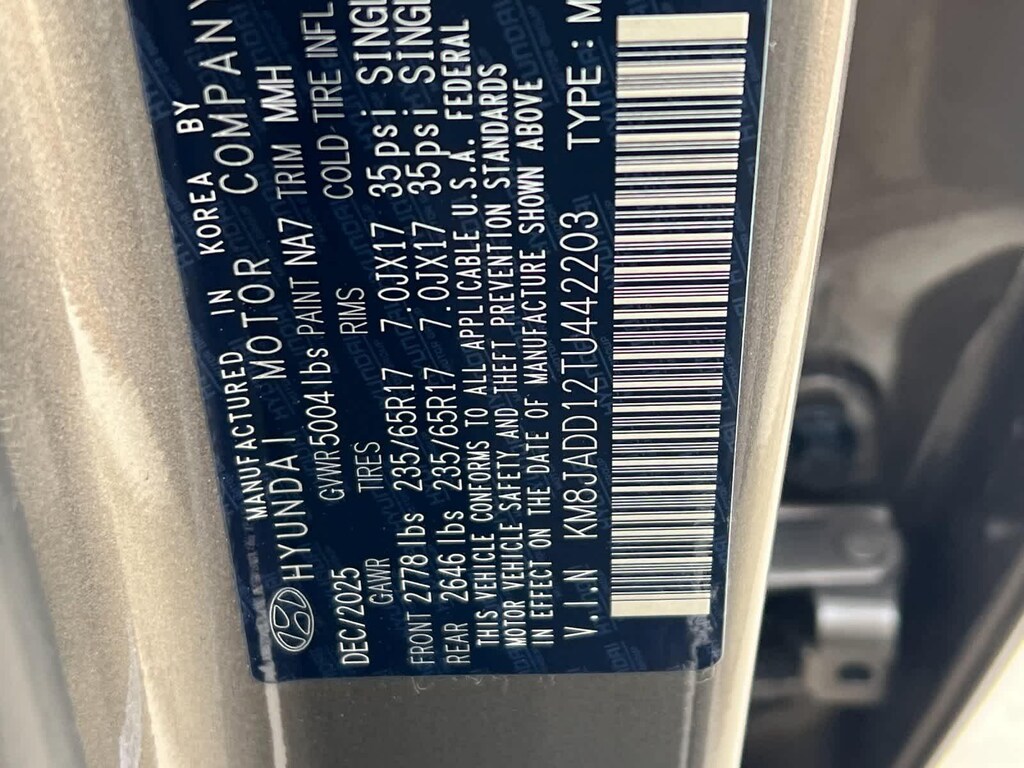 MANUFACTURED IN KOREA BY
HYUNDAI MOTOR COMPANY
DEC/2025 GVWR 5004 lbs PAINT NA7 TRIM MMH
GAWR TIRES RIMS COLD TIRE INFL
FRONT 2778 lbs 235/65R17 7.0JX17 35psi SINGL
REAR 2646 lbs 235/65R17 7.0JX17 35psi SINGL
THIS VEHICLE CONFORMS TO ALL APPLICABLE U.S.A. FEDERAL
MOTOR VEHICLE SAFETY AND THEFT PREVENTION STANDARDS
IN EFFECT ON THE DATE OF MANUFACTURE SHOWN ABOVE
V.I.N KM8JADD12TU442203 TYPE: M